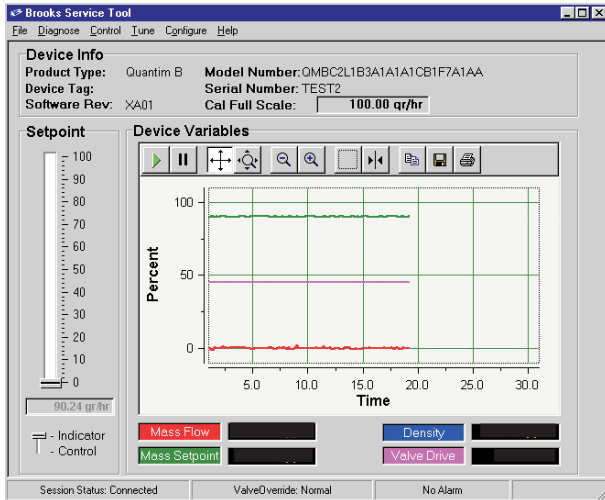 Brooks Service Tool
File Diagnose Control Tune Configure Help
Device Info
Product Type: Quantim B Model Number: QMBC2L1B3A1A1A1CB1F7A1AA
Device Tag: Serial Number: TEST2
Software Rev: XA01 Cal Full Scale: 100.00 qr/hr
Setpoint
100
90
80
70
60
50
40
30
20
10
0
90.24 gr/hr
- Indicator
- Control
Device Variables
100
50
0
Percent
5.0 10.0 15.0 20.0 25.0 30.0
Time
Mass Flow Density
Mass Setpoint Valve Drive
Session Status: Connected ValveOverride: Normal No Alarm